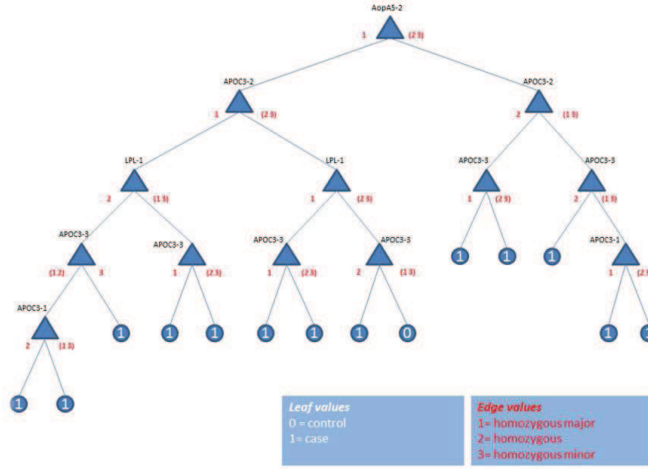 AopA5-2
1 (2 3)
APOC3-2 APOC3-2
1 (2 3) 2 (1 3)
LPL-1 LPL-1 APOC3-3 APOC3-3
2 (1 3) 1 (2 3) 1 (2 3) 2 (1 3)
APOC3-3 APOC3-3 APOC3-3 APOC3-3 APOC3-1
1 1 1
(1 2) 3 1 (2 3) 1 (2 3) 2 (1 3) 1
APOC3-1 1 1 1 1 1 1 0 1 1
2 (1 3)
1 1
Leaf values
0 = control
1= case
Edge values
1= homozygous major
2= homozygous
3= homozygous minor